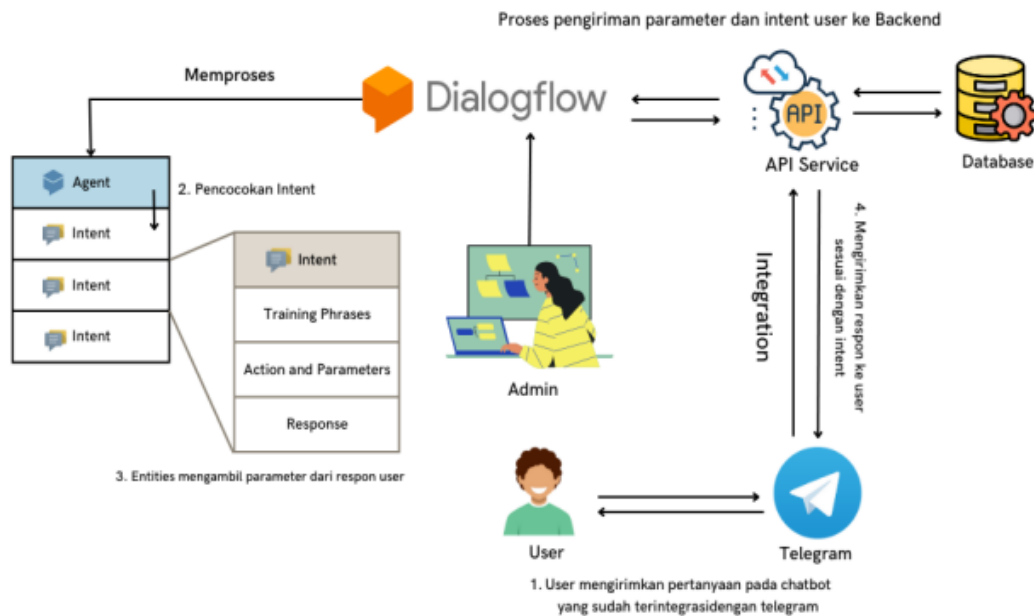 Proses pengiriman parameter dan intent user ke Backend
Memproses
Dialogflow
API
API Service
Database
Agent
2. Pencocokan Intent
Intent
Intent
Intent
Intent
Training Phrases
Action and Parameters
Response
3. Entities mengambil parameter dari respon user
Admin
Integration
4. Mengirimkan respon ke user
sesuai dengan intent
User
Telegram
1. User mengirimkan pertanyaan pada chatbot
yang sudah terintegrasidengan telegram